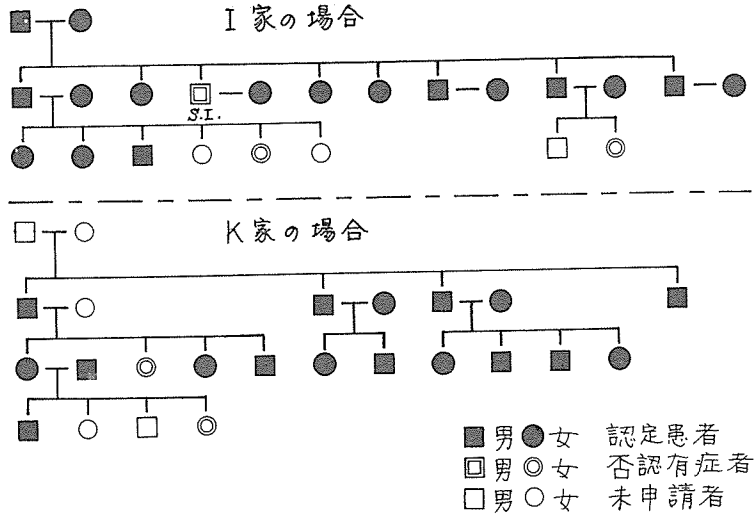 I家の場合
S.I.
K家の場合
男 女 認定患者
男 女 否認有症者
男 女 未申請者